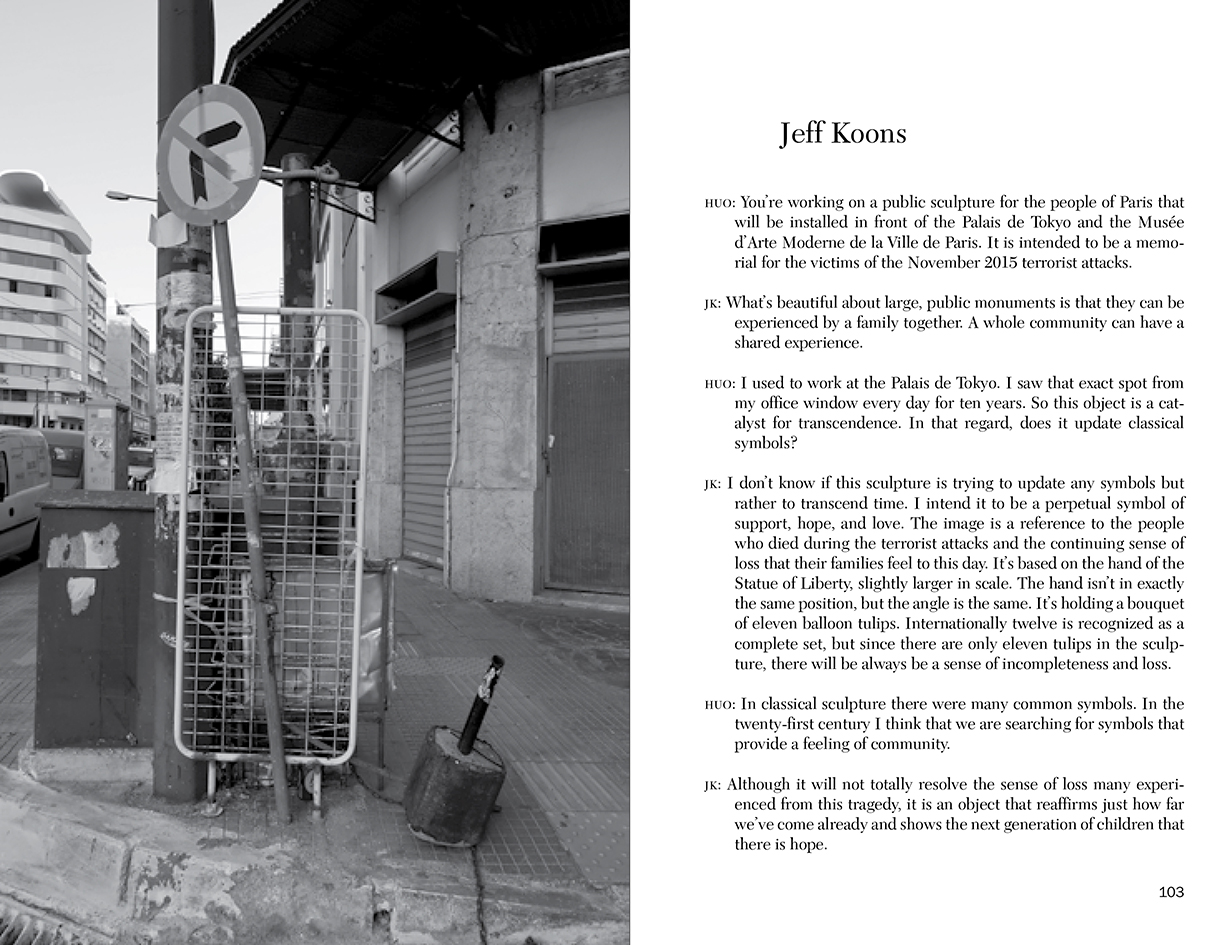 Jeff Koons
HUO: You're working on a public sculpture for the people of Paris that
will be installed in front of the Palais de Tokyo and the Musée
d'Arte Moderne de la Ville de Paris. It is intended to be a memo-
rial for the victims of the November 2015 terrorist attacks.
JK: What's beautiful about large, public monuments is that they can be
experienced by a family together. A whole community can have a
shared experience.
HUO: I used to work at the Palais de Tokyo. I saw that exact spot from
my office window every day for ten years. So this object is a cat-
alyst for transcendence. In that regard, does it update classical
symbols?
JK: I don't know if this sculpture is trying to update any symbols but
rather to transcend time. I intend it to be a perpetual symbol of
support, hope, and love. The image is a reference to the people
who died during the terrorist attacks and the continuing sense of
loss that their families feel to this day. It's based on the hand of the
Statue of Liberty, slightly larger in scale. The hand isn't in exactly
the same position, but the angle is the same. It's holding a bouquet
of eleven balloon tulips. Internationally twelve is recognized as a
complete set, but since there are only eleven tulips in the sculp-
ture, there will be always be a sense of incompleteness and loss.
HUO: In classical sculpture there were many common symbols. In the
twenty-first century I think that we are searching for symbols that
provide a feeling of community.
JK: Although it will not totally resolve the sense of loss many experi-
enced from this tragedy, it is an object that reaffirms just how far
we've come already and shows the next generation of children that
there is hope.
103